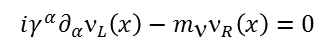 iγ^α∂_αν_L(x) − m_νν_R(x) = 0